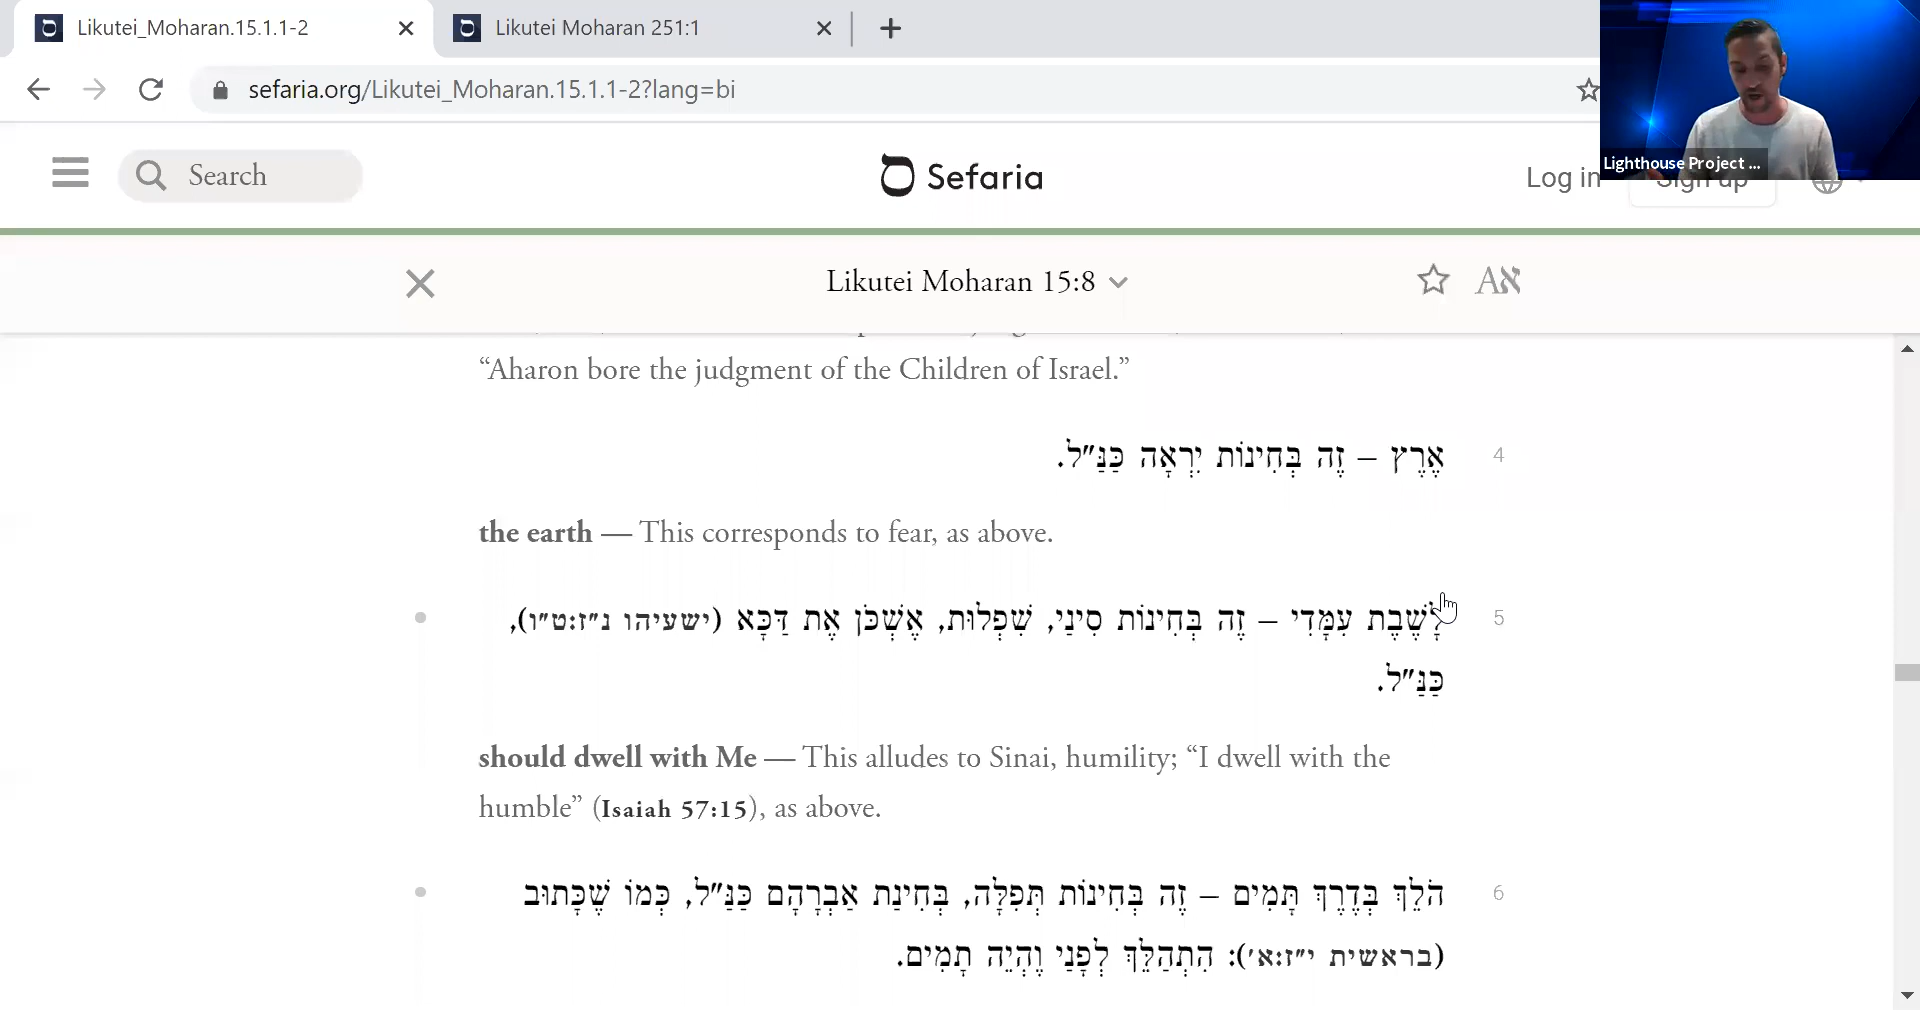 Likutei_Moharan.15.1.1-2
Likutei Moharan 251:1
sefaria.org/Likutei_Moharan.15.1.1-2?lang=bi
Lighthouse Project ...
Search
Sefaria
Log in
Sign up
Likutei Moharan 15:8
Aא
“Aharon bore the judgment of the Children of Israel.”
אֶרֶץ – זֶה בְּחִינוֹת יִרְאָה כַּנַּ"ל.
4
the earth — This corresponds to fear, as above.
לָשֶׁבֶת עִמָּדִי – זֶה בְּחִינוֹת סִינַי, שִׁפְלוּת, אֶשְׁכֹּן אֶת דַּכָּא (ישעיהו נ"ז:ט"ו),
5
כַּנַּ"ל.
should dwell with Me — This alludes to Sinai, humility; “I dwell with the
humble” (Isaiah 57:15), as above.
הֹלֵךְ בְּדֶרֶךְ תָּמִים – זֶה בְּחִינוֹת תְּפִלָּה, בְּחִינַת אַבְרָהָם כַּנַּ"ל, כְּמוֹ שֶׁכָּתוּב
6
(בראשית י"ז:א'): הִתְהַלֵּךְ לְפָנַי וֶהְיֵה תָמִים.